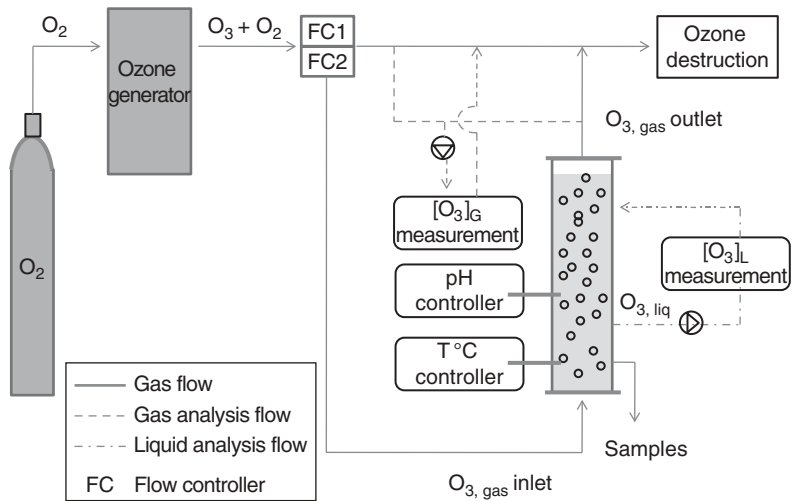 O2
O3 + O2
FC1
FC2
Ozone
destruction
Ozone
generator
O3, gas outlet
O2
[O3]G
measurement
[O3]L
measurement
pH
controller
O3, liq
T °C
controller
Gas flow
Gas analysis flow
Liquid analysis flow
FC Flow controller
Samples
O3, gas inlet